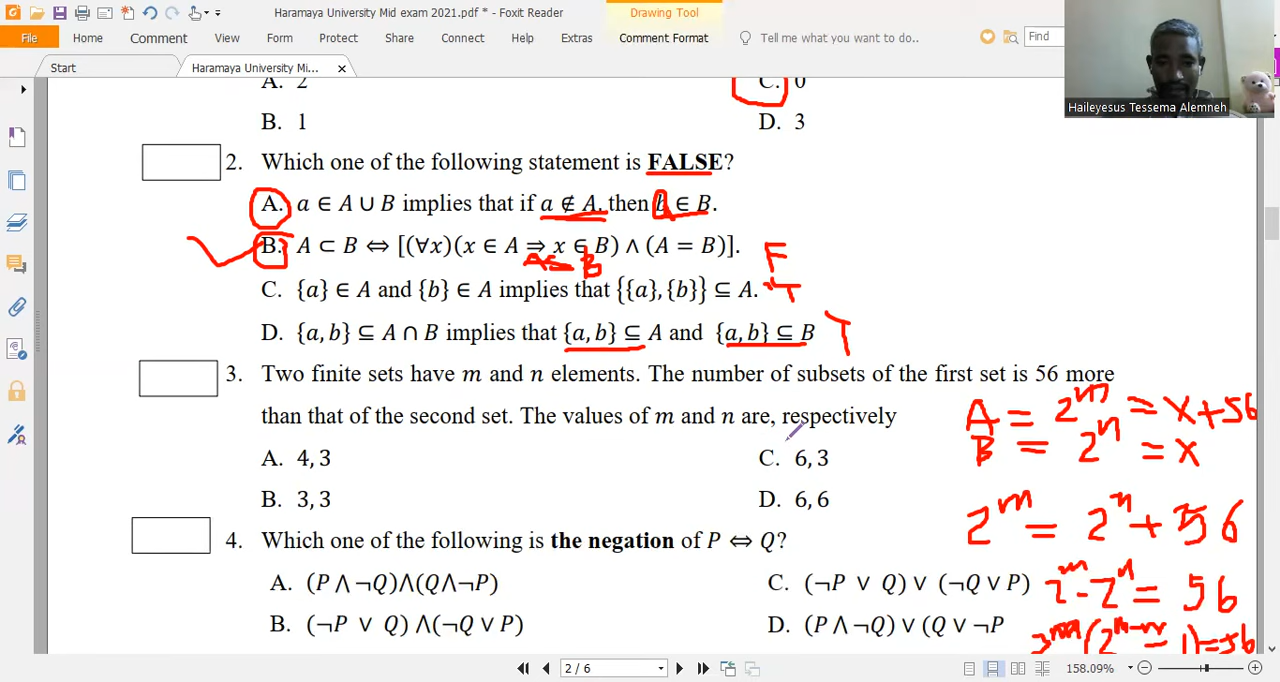 Haramaya University Mid exam 2021.pdf * - Foxit Reader
Drawing Tool
File Home Comment View Form Protect Share Connect Help Extras Comment Format Tell me what you want to do.. Find
Start Haramaya University Mi...
Haileyesus Tessema Alemneh
A. 2 C. 0
B. 1 D. 3
2. Which one of the following statement is FALSE?
A. a ∈ A ∪ B implies that if a ∉ A. then b ∈ B.
B. A ⊂ B ⇔ [(∀x)(x ∈ A ⇒ x ∈ B) ∧ (A = B)]. F
C. {a} ∈ A and {b} ∈ A implies that {{a}, {b}} ⊆ A. T
D. {a, b} ⊆ A ∩ B implies that {a, b} ⊆ A and {a, b} ⊆ B T
3. Two finite sets have m and n elements. The number of subsets of the first set is 56 more
than that of the second set. The values of m and n are, respectively
A = 2^m = x+56
B = 2^n = x
A. 4, 3 C. 6, 3
B. 3, 3 D. 6, 6
2^m = 2^n + 56
4. Which one of the following is the negation of P ⇔ Q?
A. (P ∧ ¬Q)∧(Q∧¬P) C. (¬P ∨ Q) ∨ (¬Q ∨ P)
2^m - 2^n = 56
B. (¬P ∨ Q) ∧(¬Q ∨ P) D. (P ∧ ¬Q) ∨ (Q ∨ ¬P
2 / 6 158.09%